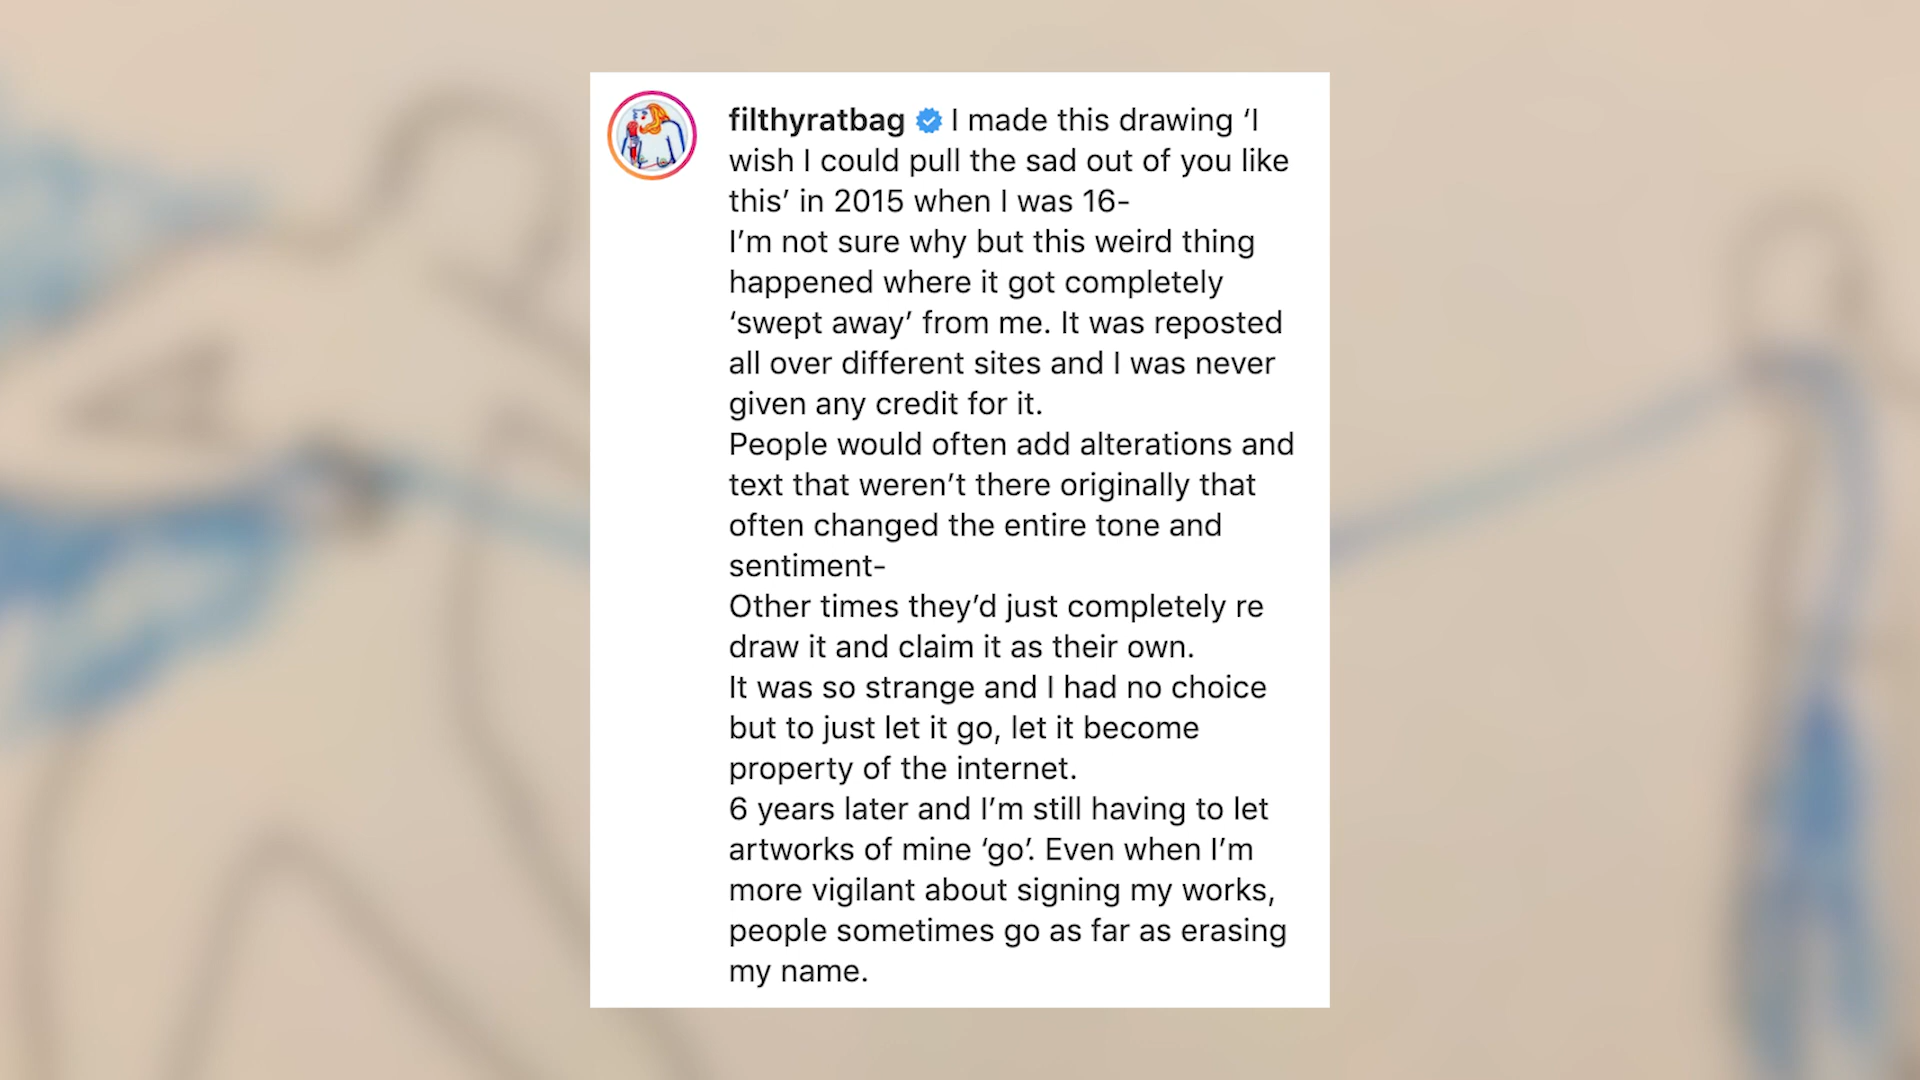 filthyratbag I made this drawing ‘I
wish I could pull the sad out of you like
this’ in 2015 when I was 16-
I’m not sure why but this weird thing
happened where it got completely
‘swept away’ from me. It was reposted
all over different sites and I was never
given any credit for it.
People would often add alterations and
text that weren’t there originally that
often changed the entire tone and
sentiment-
Other times they’d just completely re
draw it and claim it as their own.
It was so strange and I had no choice
but to just let it go, let it become
property of the internet.
6 years later and I’m still having to let
artworks of mine ‘go’. Even when I’m
more vigilant about signing my works,
people sometimes go as far as erasing
my name.